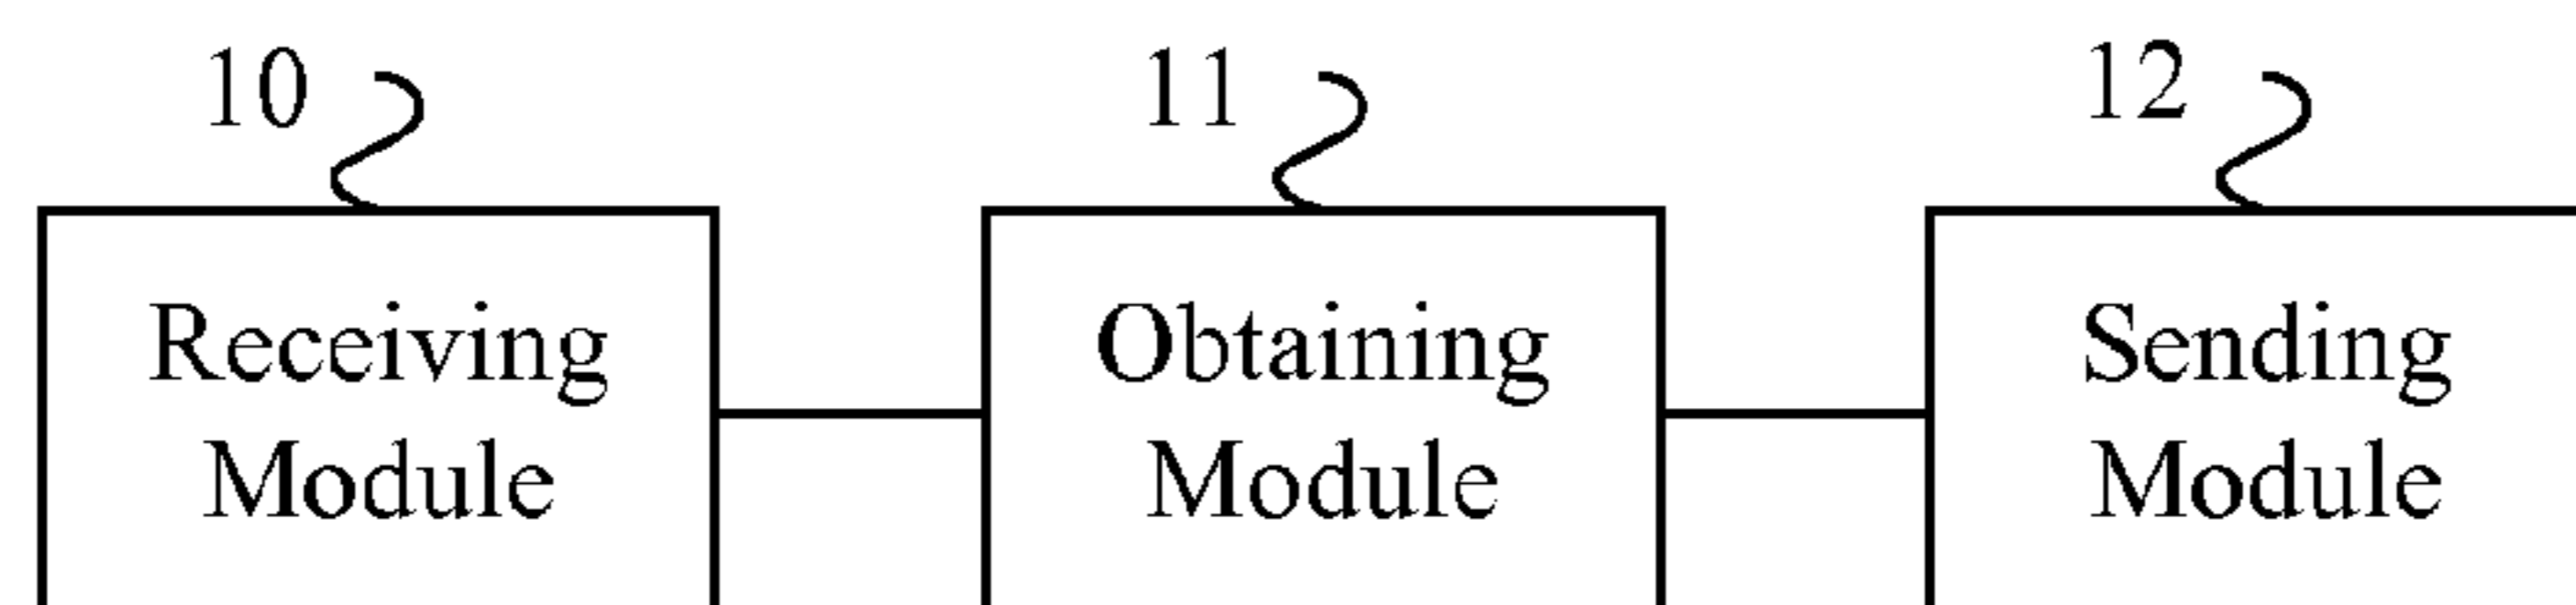 10
11
12
Receiving
Module
Obtaining
Module
Sending
Module